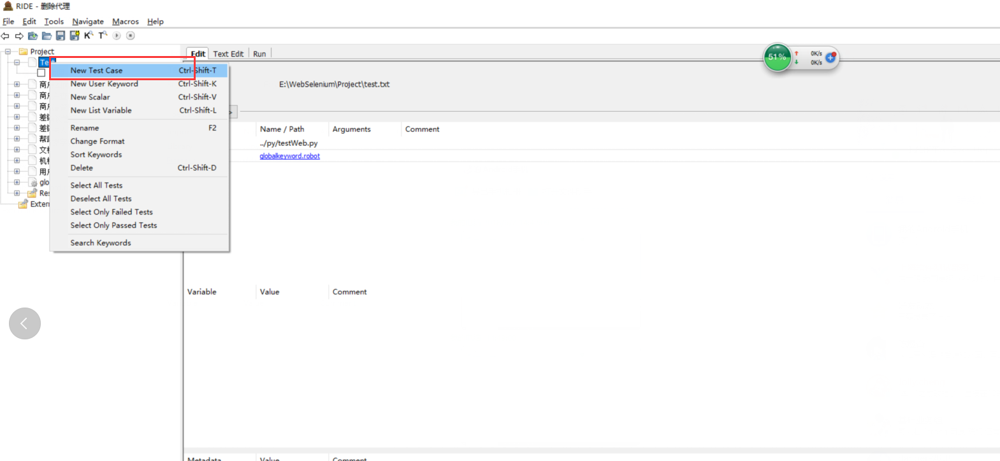 RIDE - 删除代理
File Edit Tools Navigate Macros Help
K T
Project
Edit Text Edit Run
51% 0K/s
0K/s
New Test Case Ctrl-Shift-T
New User Keyword Ctrl-Shift-K
New Scalar Ctrl-Shift-V
New List Variable Ctrl-Shift-L
Rename F2
Change Format
Sort Keywords
Delete Ctrl-Shift-D
Select All Tests
Deselect All Tests
Select Only Failed Tests
Select Only Passed Tests
Search Keywords
商
商
商
差
差
帮
文
机
用
glo
Res
Extern
E:\WebSelenium\Project\test.txt
Name / Path Arguments Comment
../py/testWeb.py
globalkeyword.robot
Variable Value Comment
Metadata Value Comment